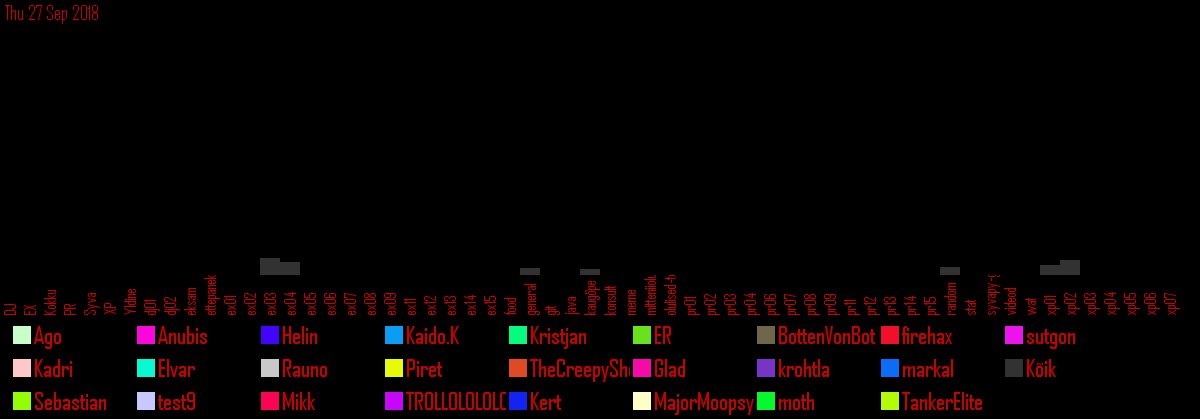 Thu 27 Sep 2018
DJ EX Kokku PR Syva XP Yldine dj01 dj02 eksam ettepanek ex01 ex02 ex03 ex04 ex05 ex06 ex07 ex08 ex09 ex11 ex12 ex13 ex14 ex15 food general git java kaugõpe konsult meme mitteniloli. olulised-h pr01 pr02 pr03 pr04 pr06 pr07 pr08 pr09 pr11 pr12 pr13 pr14 pr15 random stat syvapy-t videod wat xp01 xp02 xp03 xp04 xp05 xp06 xp07
Ago Anubis Helin Kaido.K Kristjan ER BottenVonBot firehax sutgon
Kadri Elvar Rauno Piret TheCreepySh Glad krohtla markal Kõik
Sebastian test9 Mikk TROLLOLOLOLO Kert MajorMoopsy moth TankerElite